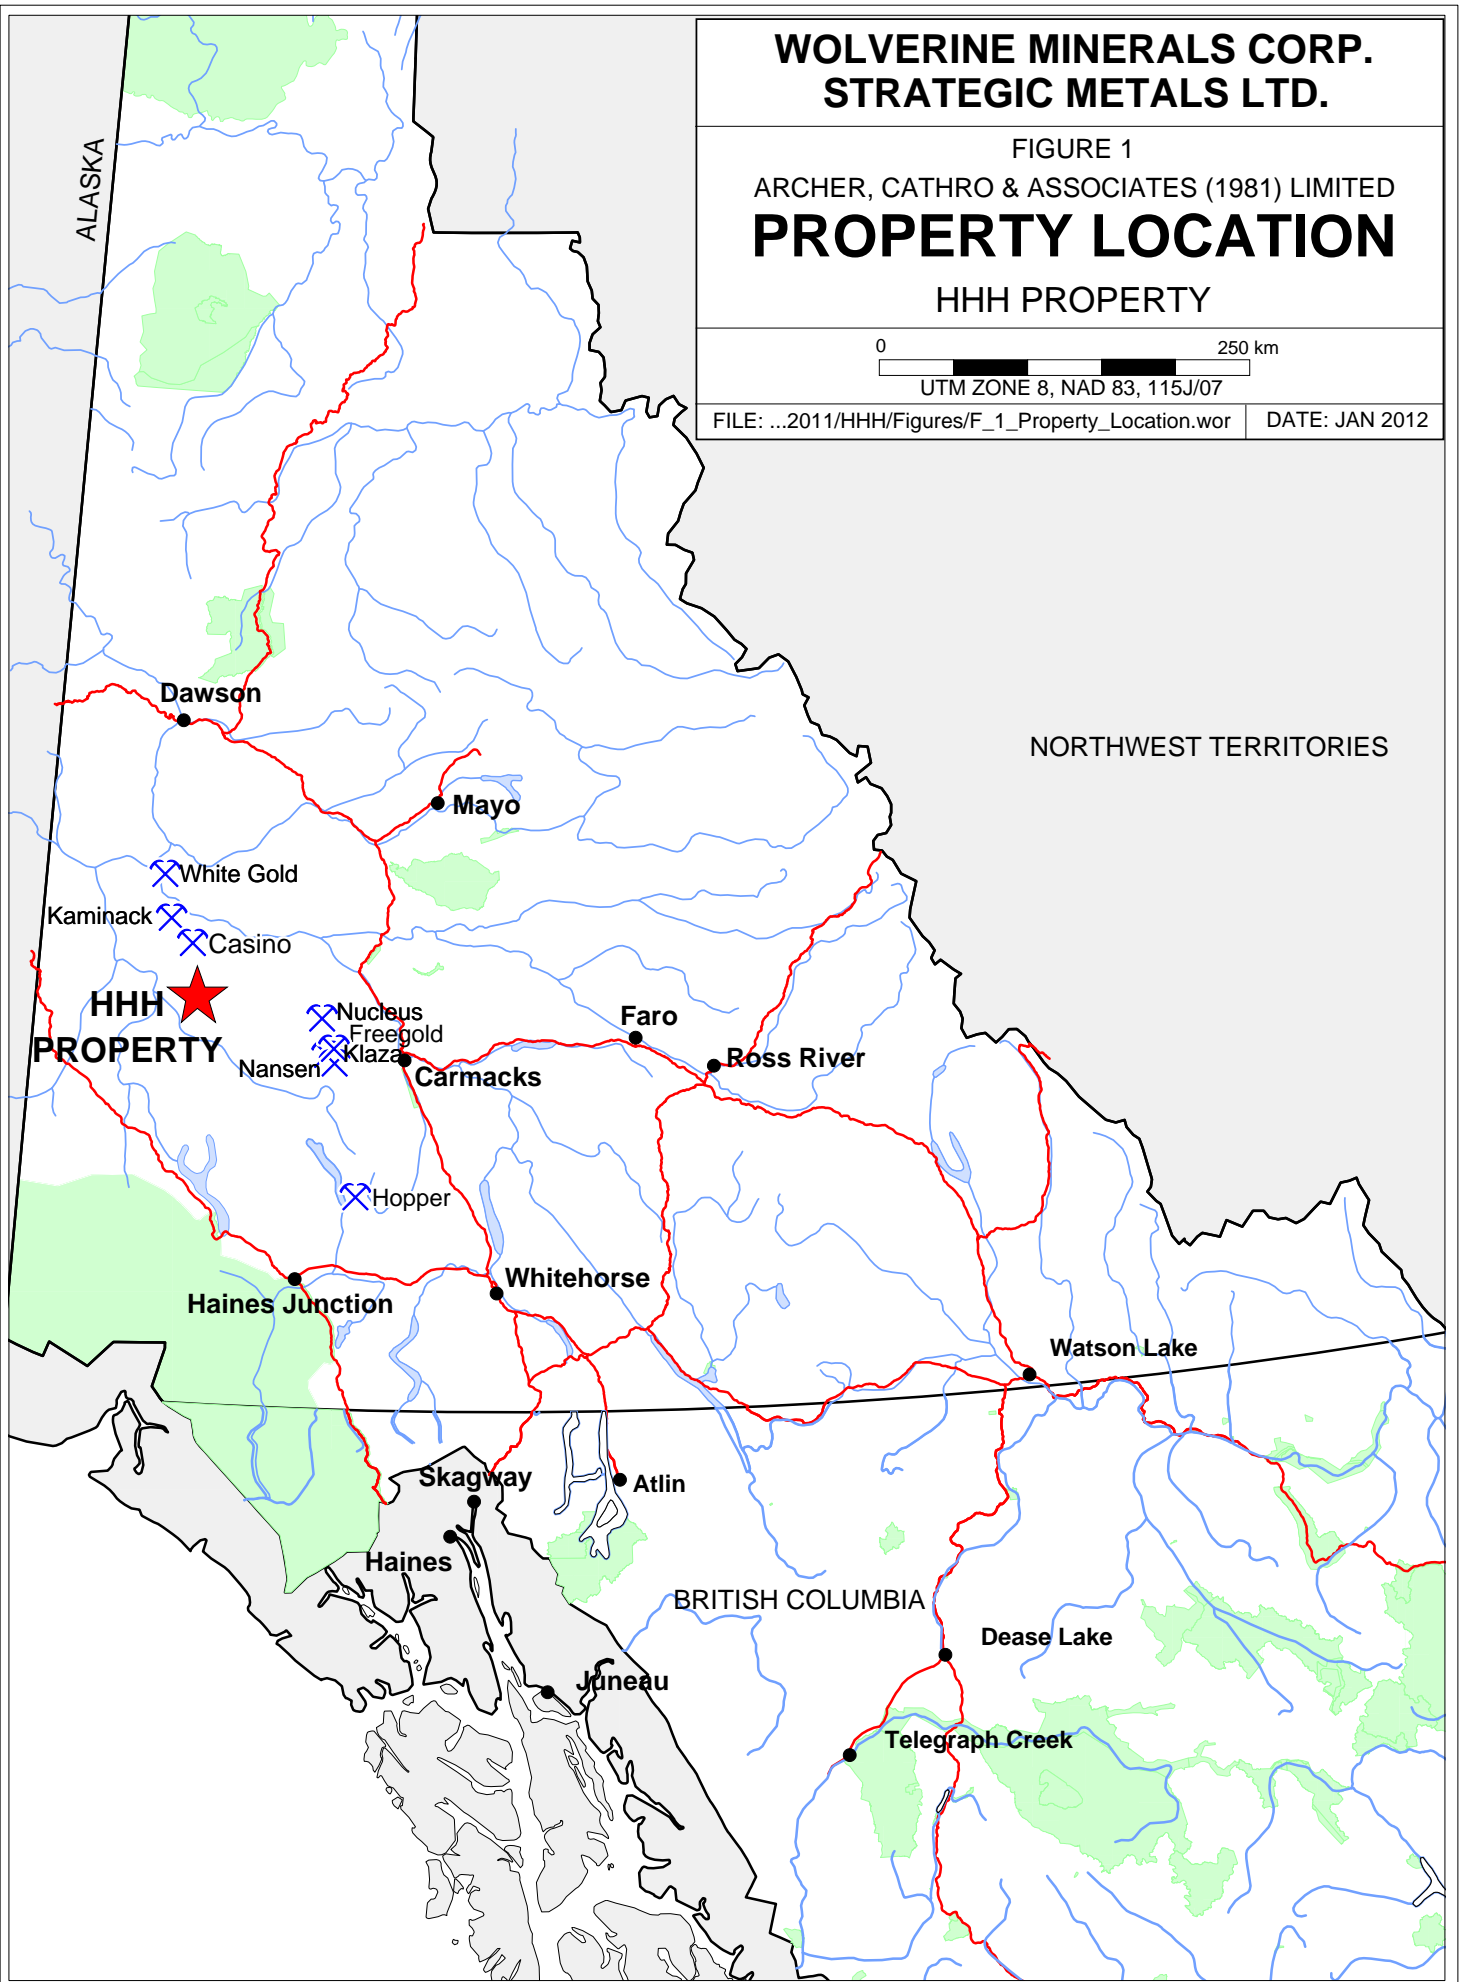 WOLVERINE MINERALS CORP.
STRATEGIC METALS LTD.
FIGURE 1
ARCHER, CATHRO & ASSOCIATES (1981) LIMITED
PROPERTY LOCATION
HHH PROPERTY
0 250 km
UTM ZONE 8, NAD 83, 115J/07
FILE: ...2011/HHH/Figures/F_1_Property_Location.wor
DATE: JAN 2012
ALASKA
Dawson
NORTHWEST TERRITORIES
Mayo
White Gold
Kaminack
Casino
HHH
PROPERTY
Nucleus
Freegold
Klaza
Nansen
Carmacks
Faro
Ross River
Hopper
Whitehorse
Haines Junction
Watson Lake
Skagway
Atlin
Haines
BRITISH COLUMBIA
Dease Lake
Juneau
Telegraph Creek